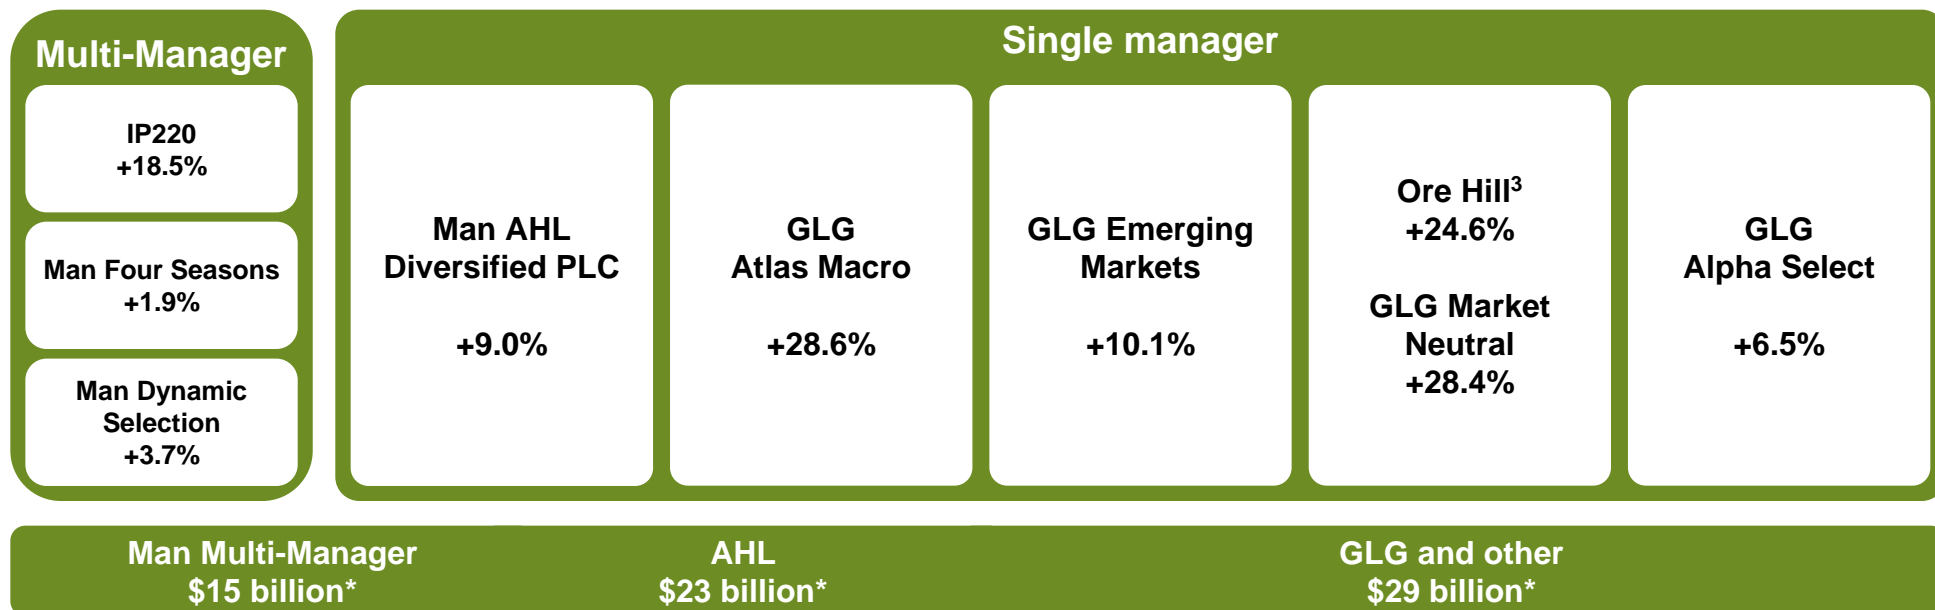 Multi-Manager
IP220
+18.5%
Man Four Seasons
+1.9%
Man Dynamic
Selection
+3.7%
Single manager
Man AHL
Diversified PLC
+9.0%
GLG
Atlas Macro
+28.6%
GLG Emerging
Markets
+10.1%
Ore Hill³
+24.6%
GLG Market
Neutral
+28.4%
GLG
Alpha Select
+6.5%
Man Multi-Manager
$15 billion*
AHL
$23 billion*
GLG and other
$29 billion*